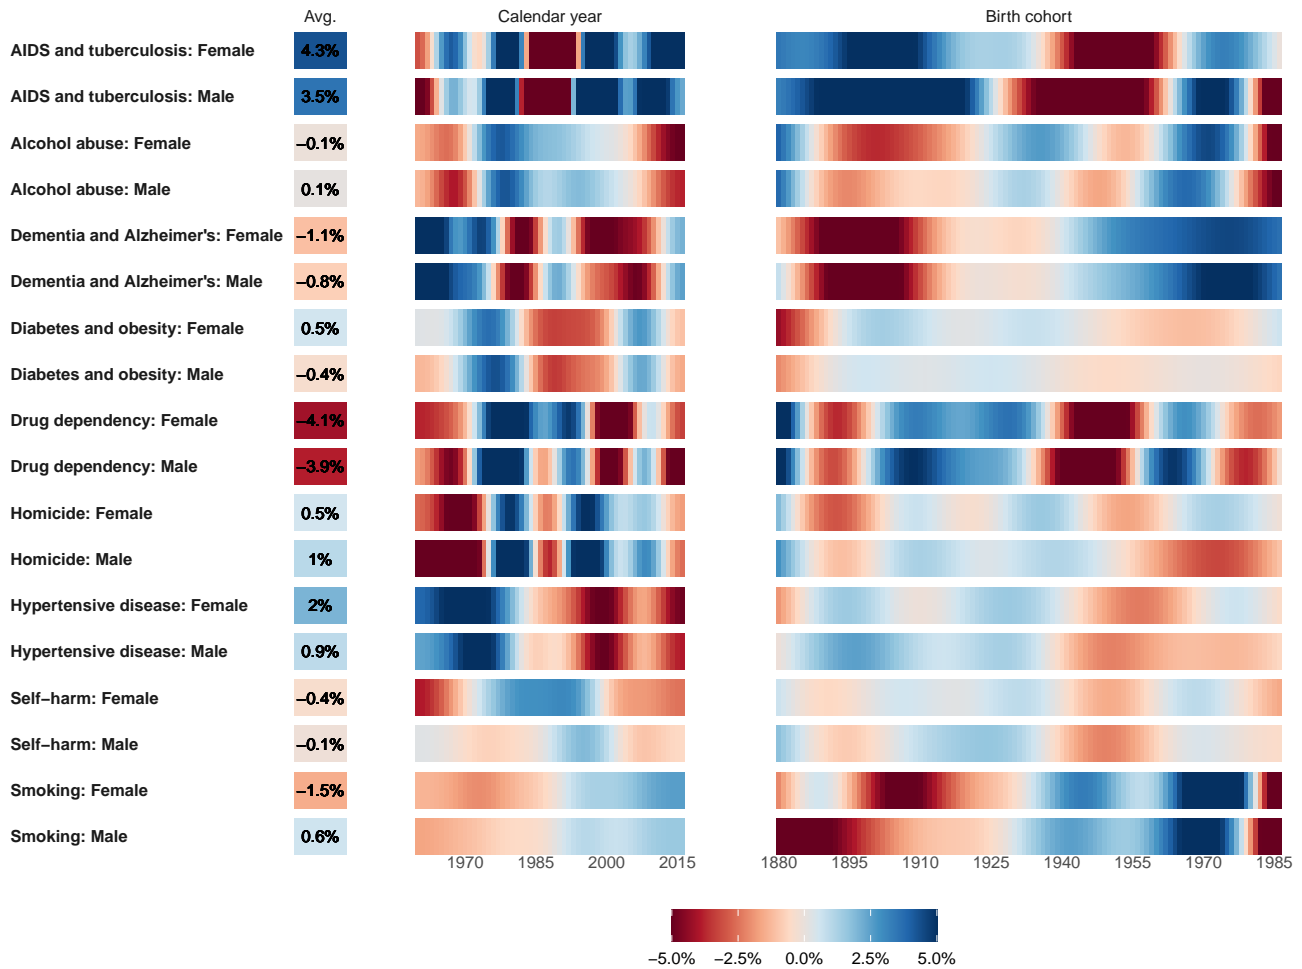 Avg. Calendar year Birth cohort
AIDS and tuberculosis: Female 4.3%
AIDS and tuberculosis: Male 3.5%
Alcohol abuse: Female −0.1%
Alcohol abuse: Male 0.1%
Dementia and Alzheimer's: Female −1.1%
Dementia and Alzheimer's: Male −0.8%
Diabetes and obesity: Female 0.5%
Diabetes and obesity: Male −0.4%
Drug dependency: Female −4.1%
Drug dependency: Male −3.9%
Homicide: Female 0.5%
Homicide: Male 1%
Hypertensive disease: Female 2%
Hypertensive disease: Male 0.9%
Self−harm: Female −0.4%
Self−harm: Male −0.1%
Smoking: Female −1.5%
Smoking: Male 0.6%
1970 1985 2000 2015 1880 1895 1910 1925 1940 1955 1970 1985
−5.0% −2.5% 0.0% 2.5% 5.0%